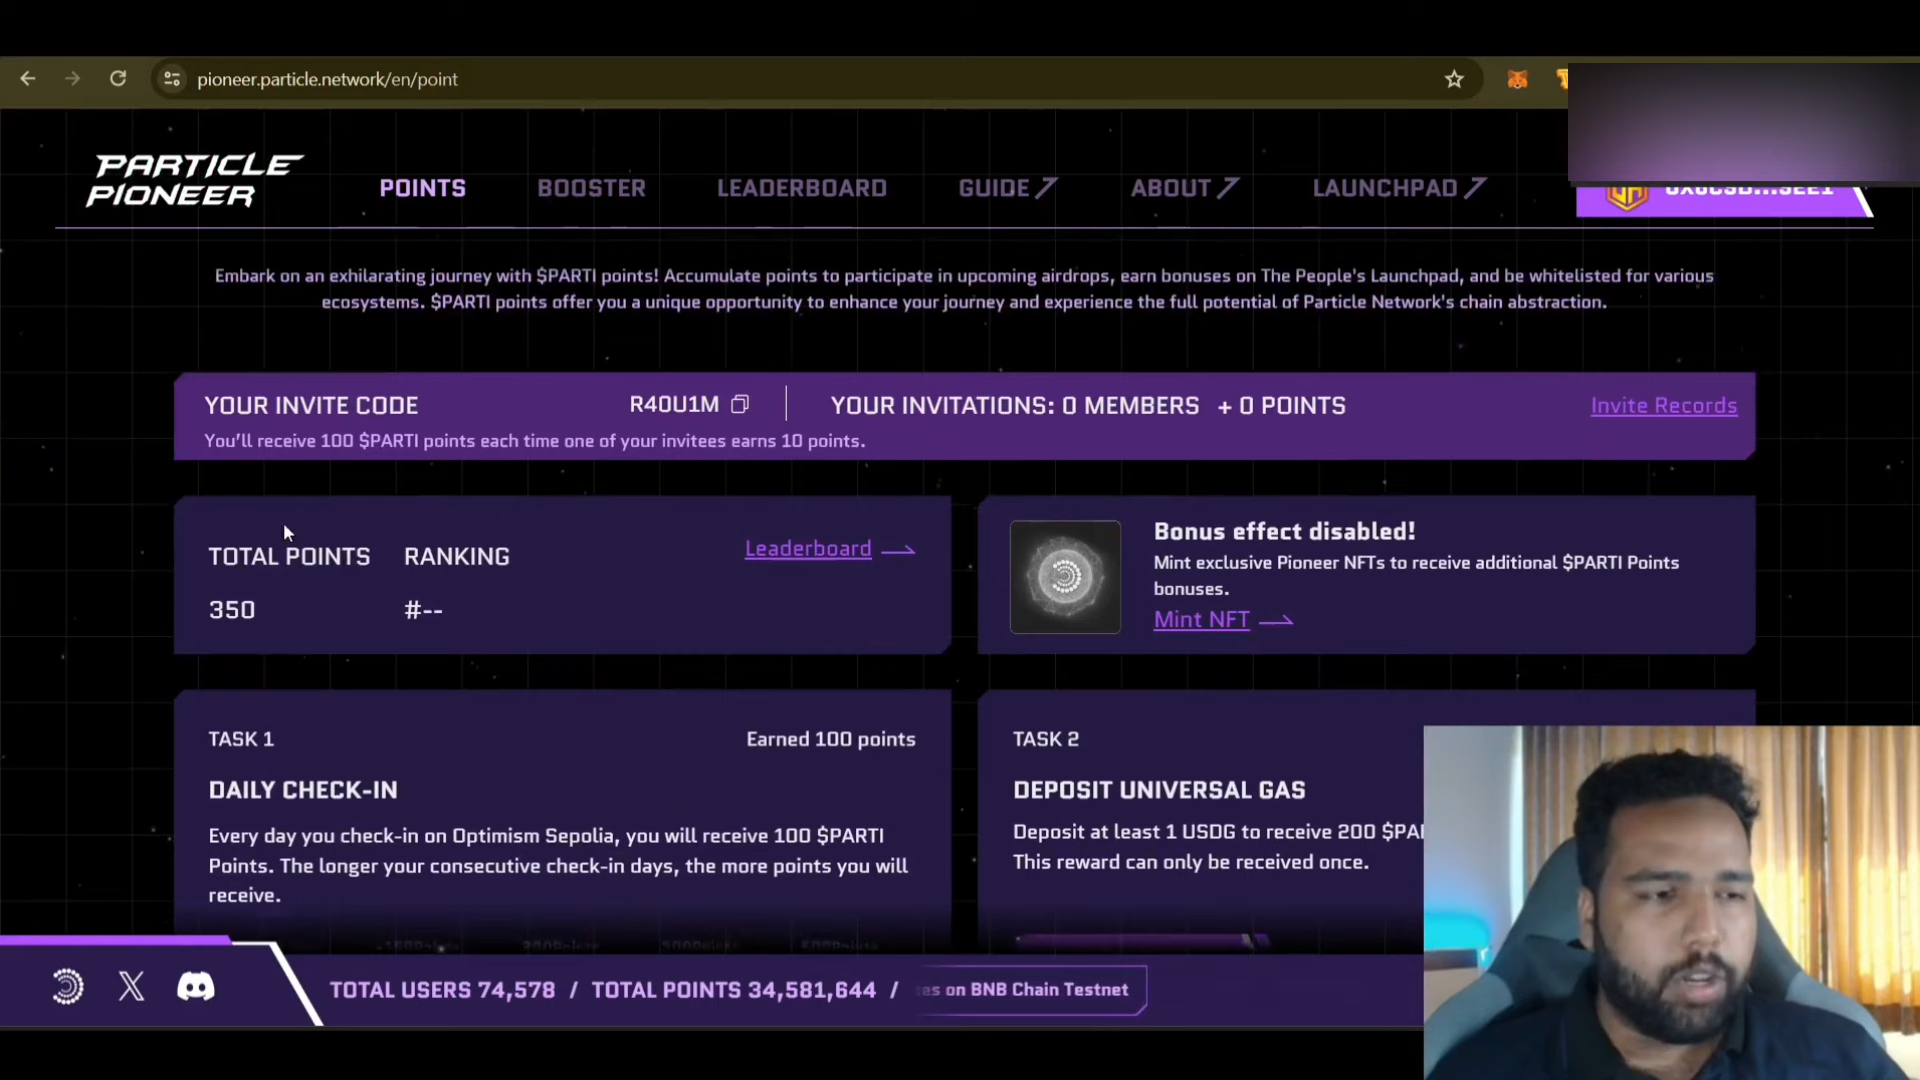 pioneer.particle.network/en/point
PARTICLE
PIONEER
POINTS
BOOSTER
LEADERBOARD
GUIDE
ABOUT
LAUNCHPAD
Embark on an exhilarating journey with $PARTI points! Accumulate points to participate in upcoming airdrops, earn bonuses on The People's Launchpad, and be whitelisted for various
ecosystems. $PARTI points offer you a unique opportunity to enhance your journey and experience the full potential of Particle Network's chain abstraction.
YOUR INVITE CODE
R40U1M
YOUR INVITATIONS: 0 MEMBERS + 0 POINTS
Invite Records
You'll receive 100 $PARTI points each time one of your invitees earns 10 points.
TOTAL POINTS
RANKING
Leaderboard
350
#--
Bonus effect disabled!
Mint exclusive Pioneer NFTs to receive additional $PARTI Points
bonuses.
Mint NFT
TASK 1
Earned 100 points
DAILY CHECK-IN
Every day you check-in on Optimism Sepolia, you will receive 100 $PARTI
Points. The longer your consecutive check-in days, the more points you will
receive.
TASK 2
DEPOSIT UNIVERSAL GAS
Deposit at least 1 USDG to receive 200 $PA
This reward can only be received once.
TOTAL USERS 74,578 / TOTAL POINTS 34,581,644 /
es on BNB Chain Testnet